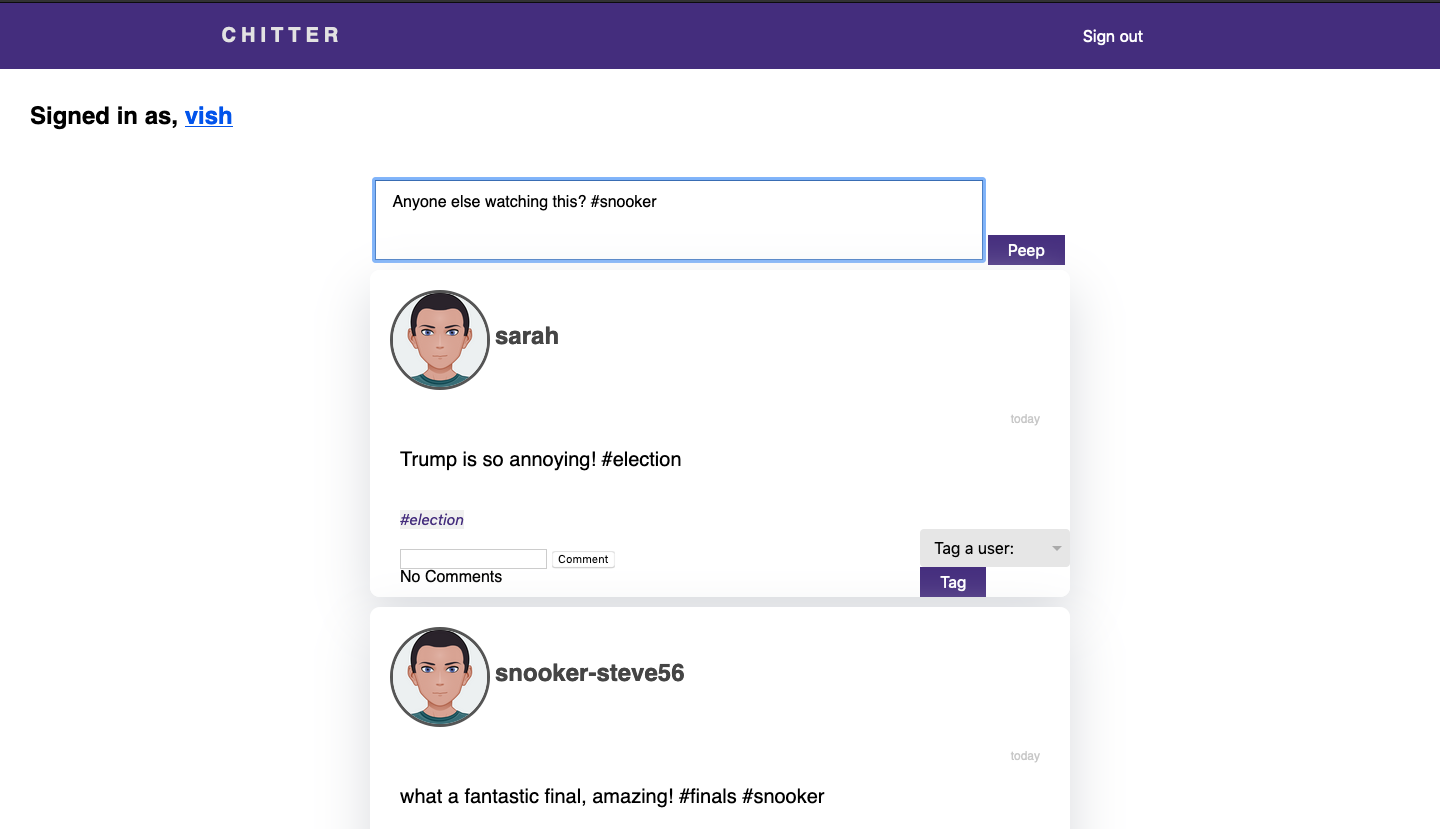 CHITTER
Sign out
Signed in as, vish
Anyone else watching this? #snooker
Peep
sarah
today
Trump is so annoying! #election
#election
Tag a user:
Comment
No Comments
Tag
snooker-steve56
today
what a fantastic final, amazing! #finals #snooker